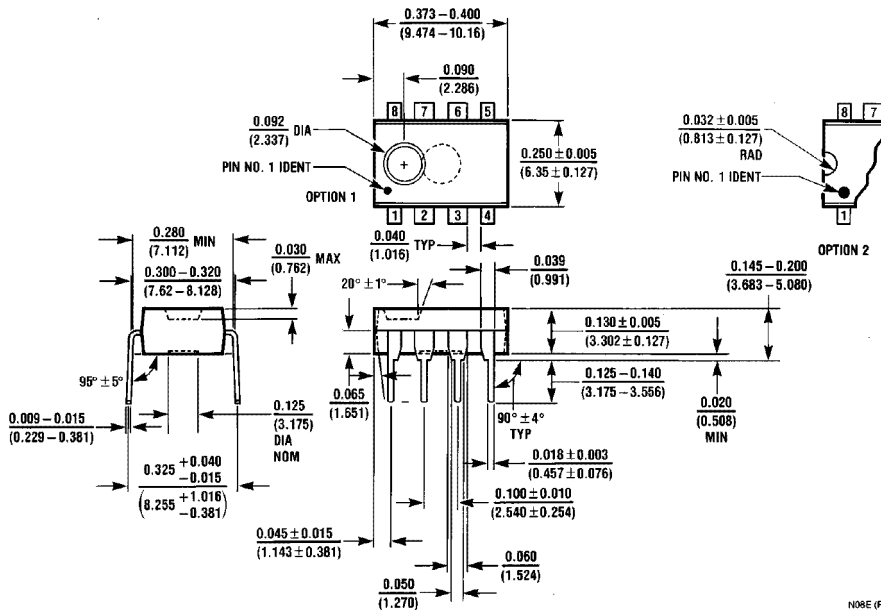 0.373 – 0.400
(9.474 – 10.16)
0.090
(2.286)
8 7 6 5
0.092
(2.337) DIA
PIN NO. 1 IDENT
OPTION 1
0.250 ± 0.005
(6.35 ± 0.127)
1 2 3 4
0.032 ± 0.005
(0.813 ± 0.127)
RAD
PIN NO. 1 IDENT
8 7
1
OPTION 2
0.280
(7.112) MIN
0.030
(0.762) MAX
0.040
(1.016) TYP
0.039
(0.991)
0.145 – 0.200
(3.683 – 5.080)
0.300 – 0.320
(7.62 – 8.128)
20° ± 1°
0.130 ± 0.005
(3.302 ± 0.127)
95° ± 5°
0.065
(1.651)
0.125 – 0.140
(3.175 – 3.556)
0.020
(0.508)
MIN
0.009 – 0.015
(0.229 – 0.381)
0.125
(3.175)
DIA
NOM
90° ± 4°
TYP
0.018 ± 0.003
(0.457 ± 0.076)
0.325 +0.040
−0.015
(8.255 +1.016
−0.381)
0.100 ± 0.010
(2.540 ± 0.254)
0.045 ± 0.015
(1.143 ± 0.381)
0.060
(1.524)
0.050
(1.270)
N08E (F